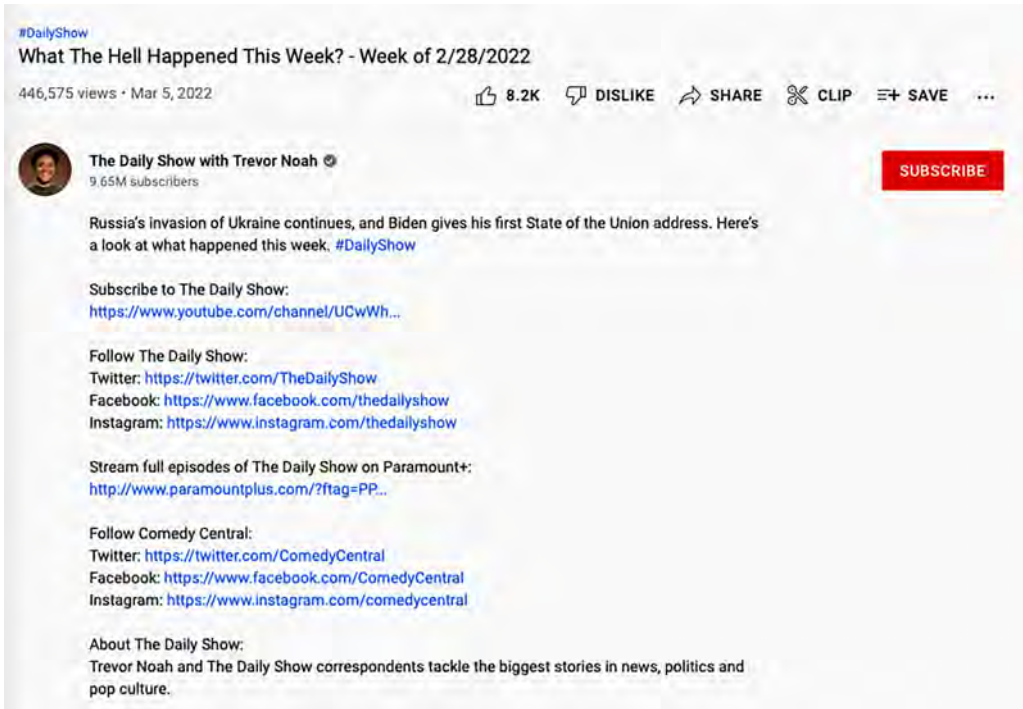 #DailyShow
What The Hell Happened This Week? - Week of 2/28/2022
446,575 views • Mar 5, 2022 8.2K DISLIKE SHARE CLIP SAVE ...
The Daily Show with Trevor Noah
9.65M subscribers
SUBSCRIBE
Russia's invasion of Ukraine continues, and Biden gives his first State of the Union address. Here's
a look at what happened this week. #DailyShow
Subscribe to The Daily Show:
https://www.youtube.com/channel/UCwWh...
Follow The Daily Show:
Twitter: https://twitter.com/TheDailyShow
Facebook: https://www.facebook.com/thedailyshow
Instagram: https://www.instagram.com/thedailyshow
Stream full episodes of The Daily Show on Paramount+:
http://www.paramountplus.com/?ftag=PP...
Follow Comedy Central:
Twitter: https://twitter.com/ComedyCentral
Facebook: https://www.facebook.com/ComedyCentral
Instagram: https://www.instagram.com/comedycentral
About The Daily Show:
Trevor Noah and The Daily Show correspondents tackle the biggest stories in news, politics and
pop culture.